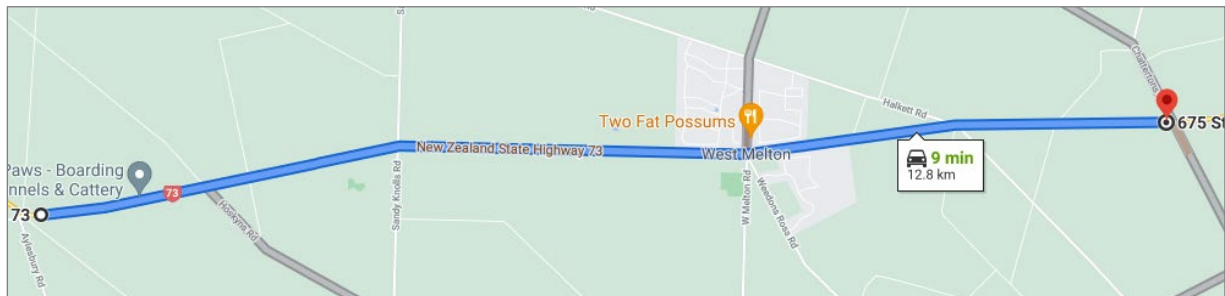 Chattertons
Halkett Rd
Two Fat Possums
675 St
New Zealand State Highway 73
West Melton
9 min
12.8 km
Paws - Boarding
nnels & Cattery
73
73
Sandy Knolls Rd
W Melton Rd
Weedons Ross Rd
Hoskyns Rd
Aylesbury Rd